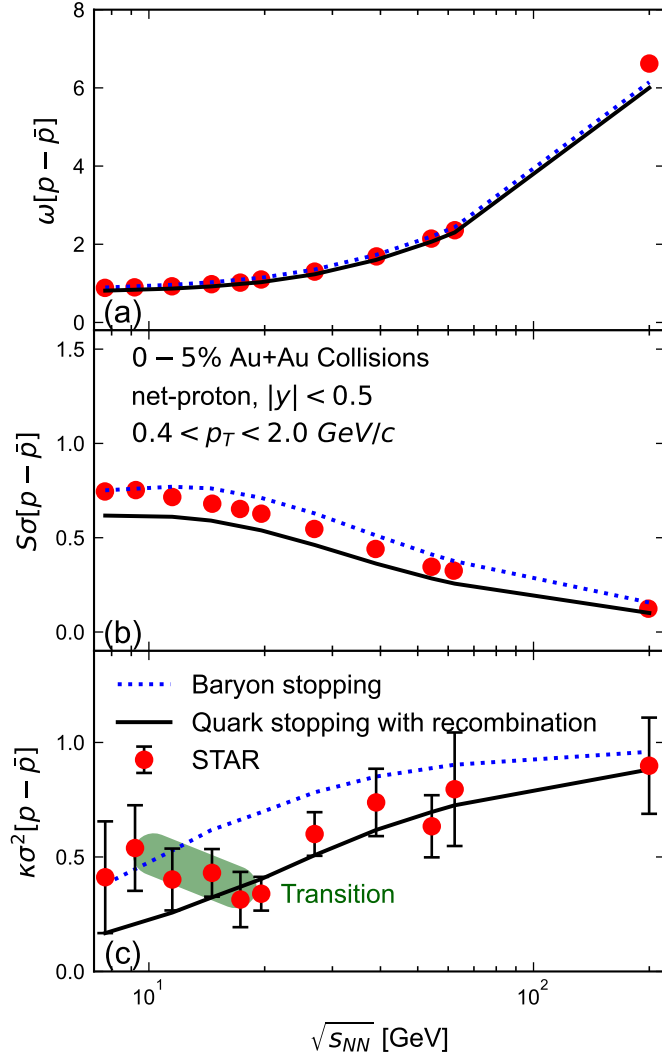 ω[p − p̄]
8
6
4
2
0
(a)
Sσ[p − p̄]
1.5
1.0
0.5
0.0
0 − 5% Au+Au Collisions
net-proton, |y| < 0.5
0.4 < p_T < 2.0 GeV/c
(b)
κσ²[p − p̄]
1.0
0.5
0.0
Baryon stopping
Quark stopping with recombination
STAR
Transition
(c)
10¹
10²
√s_NN [GeV]